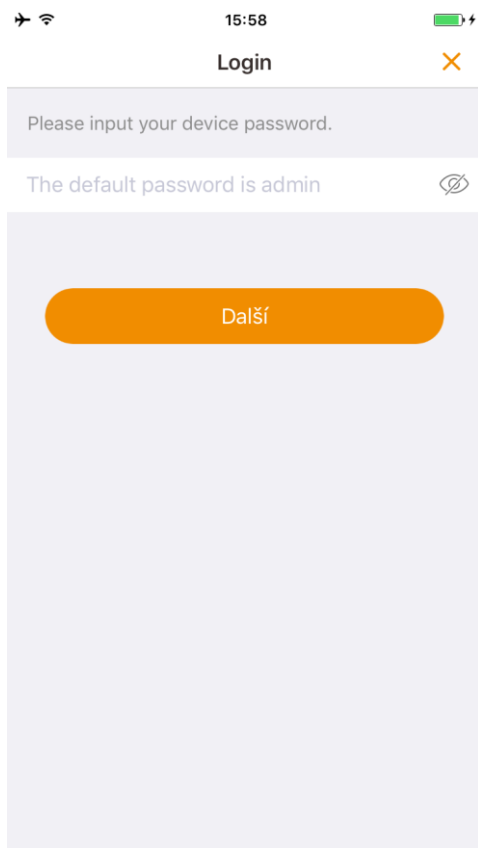 15:58
Login
Please input your device password.
The default password is admin
Další